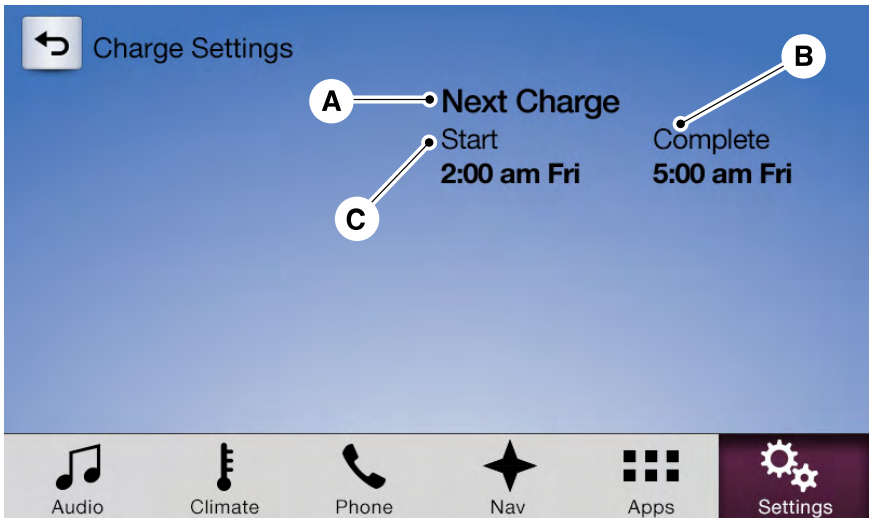 Charge Settings
B
A
Next Charge
Start Complete
2:00 am Fri 5:00 am Fri
C
Audio Climate Phone Nav Apps Settings